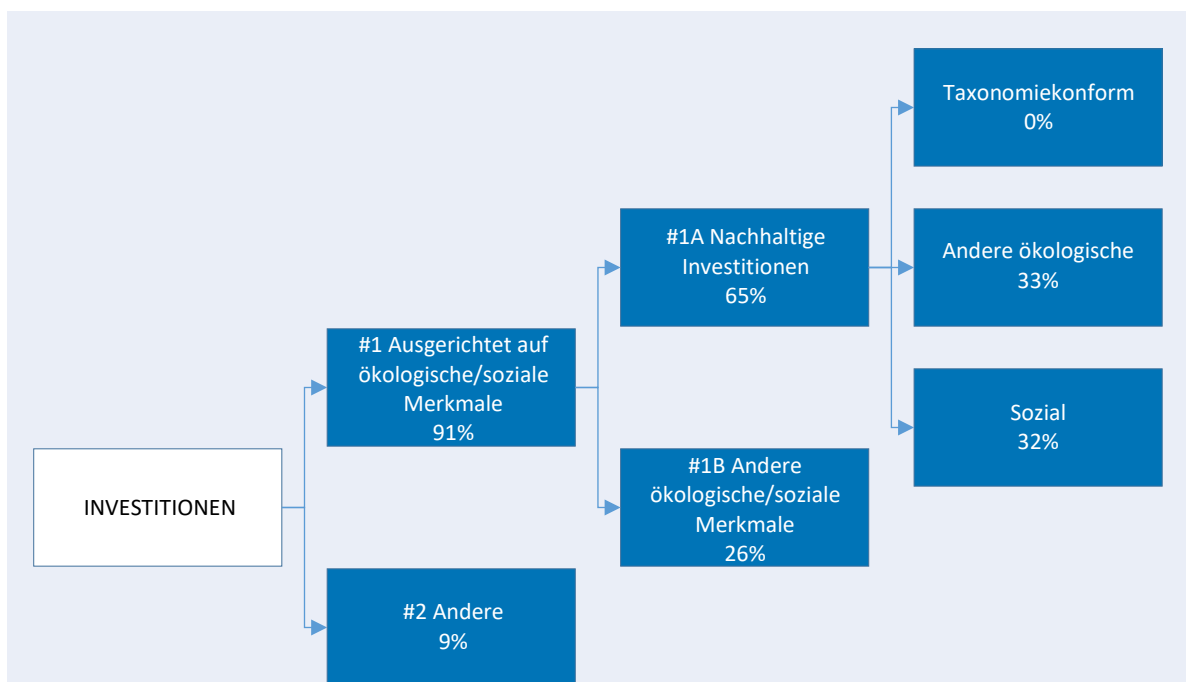 INVESTITIONEN
#1 Ausgerichtet auf
ökologische/soziale
Merkmale
91%
#2 Andere
9%
#1A Nachhaltige
Investitionen
65%
#1B Andere
ökologische/soziale
Merkmale
26%
Taxonomiekonform
0%
Andere ökologische
33%
Sozial
32%